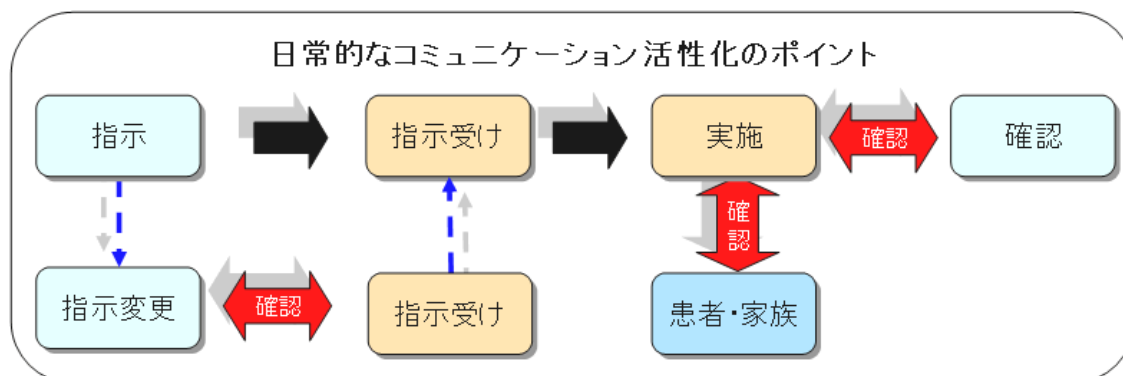 日常的なコミュニケーション活性化のポイント
指示
指示受け
実施
確認
確認
確認
指示変更
確認
指示受け
患者・家族